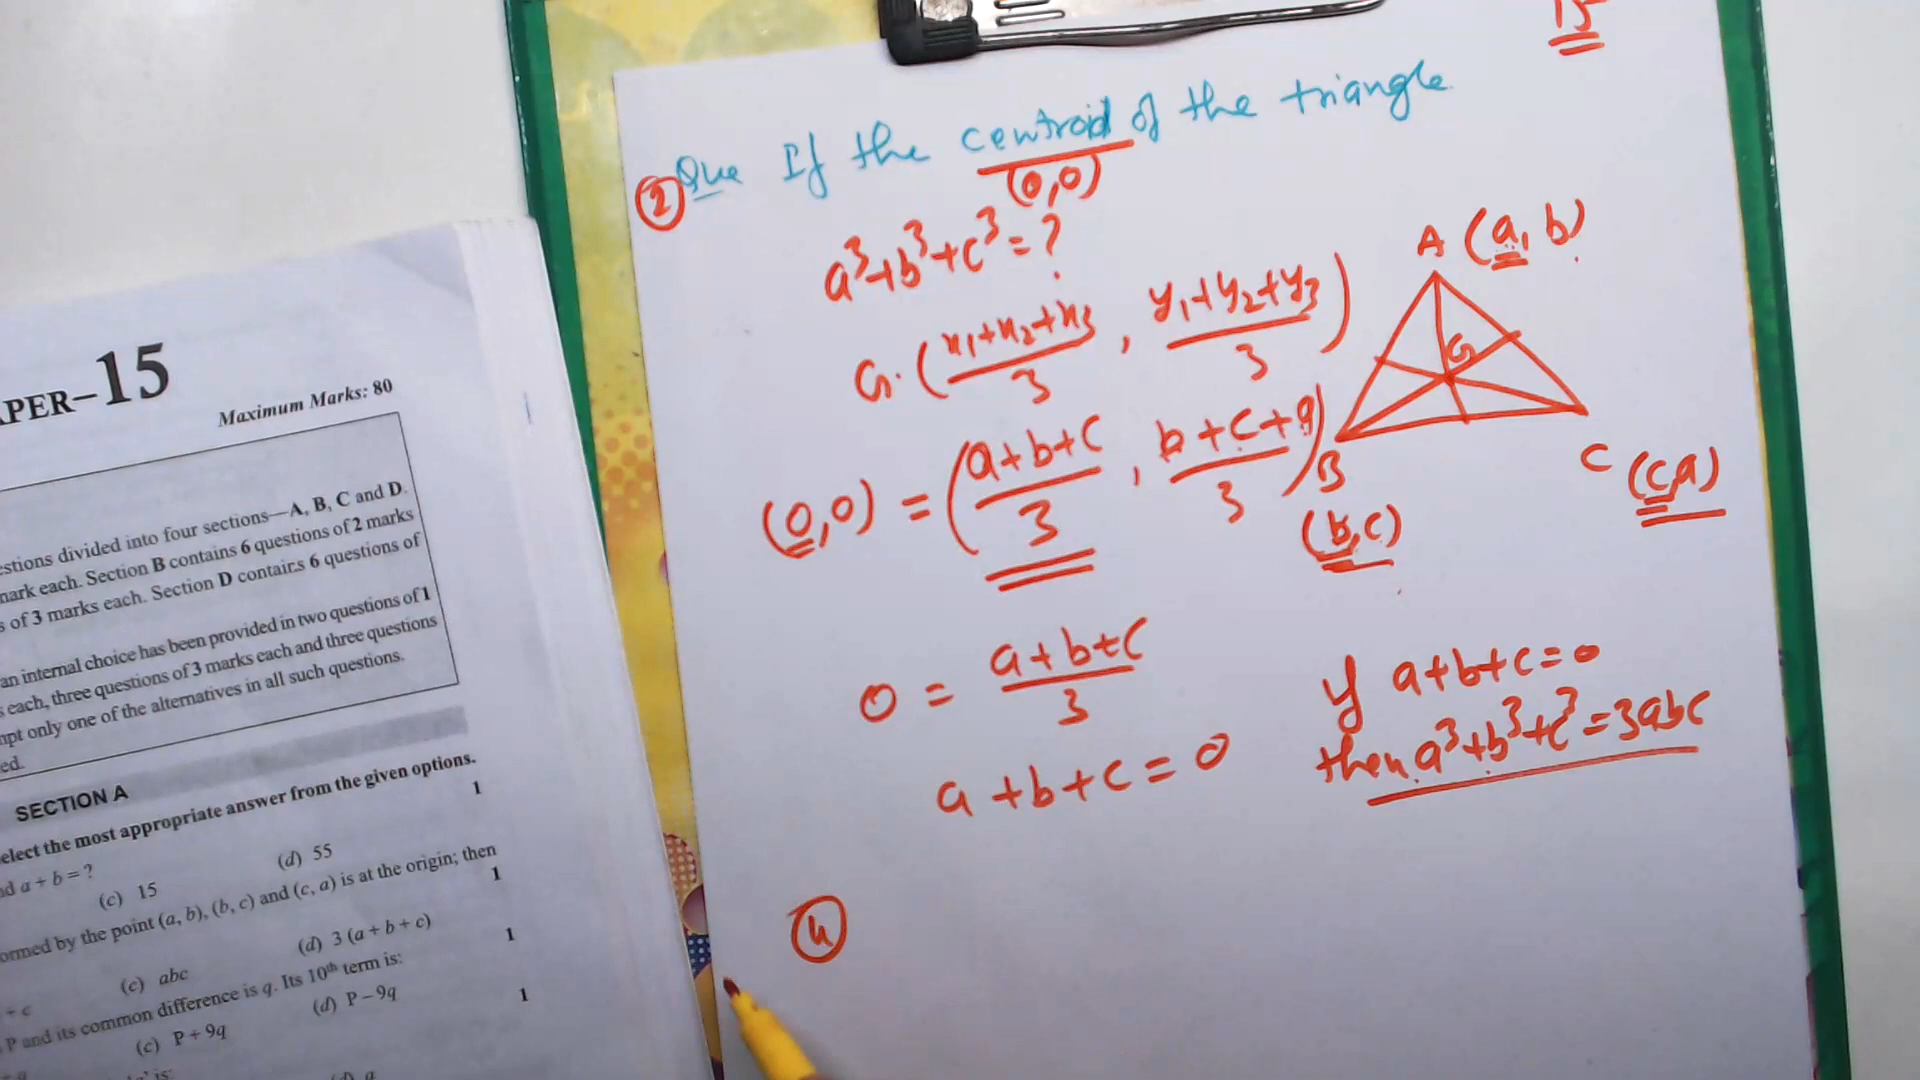 15
② Que If the centroid of the triangle
(0,0)
a³+b³+c³=?
G.(x₁+x₂+x₃/3, y₁+y₂+y₃/3)
(0,0) = (a+b+c/3, b+c+a/3)
A (a, b)
G
B
(b,c)
C (c,a)
0 = a+b+c/3
a+b+c=0
If a+b+c=0
then a³+b³+c³=3abc
④
APER–15
Maximum Marks: 80
estions divided into four sections—A, B, C and D.
mark each. Section B contains 6 questions of 2 marks
s of 3 marks each. Section D contains 6 questions of
an internal choice has been provided in two questions of 1
s each, three questions of 3 marks each and three questions
mpt only one of the alternatives in all such questions.
ed.
SECTION A
elect the most appropriate answer from the given options.
1
nd a + b = ?
(c) 15
(d) 55
ormed by the point (a, b), (b, c) and (c, a) is at the origin; then
1
+ c
(c) abc
(d) 3 (a + b + c)
P and its common difference is q. Its 10th term is:
1
(c) P + 9q
(d) P – 9q
1